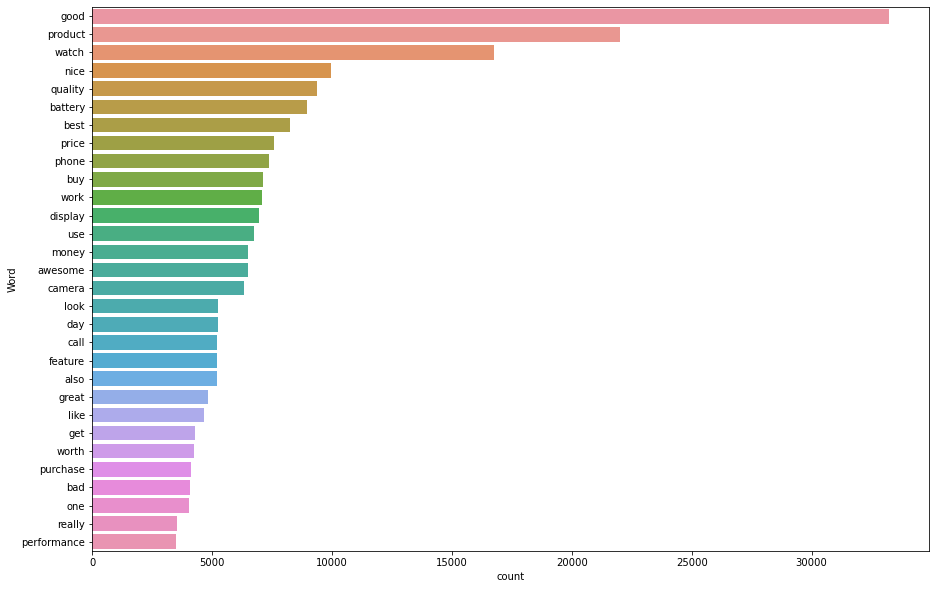 good
product
watch
nice
quality
battery
best
price
phone
buy
work
display
use
money
awesome
camera
look
day
call
feature
also
great
like
get
worth
purchase
bad
one
really
performance
Word
0 5000 10000 15000 20000 25000 30000
count